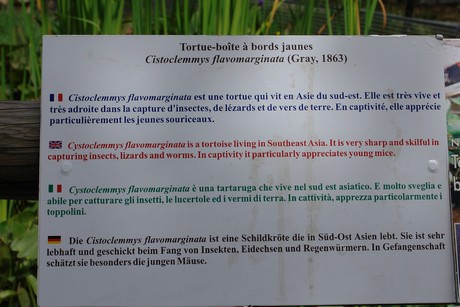 Tortue-boîte à bords jaunes
Cistoclemmys flavomarginata (Gray, 1863)
Cistoclemmys flavomarginata est une tortue qui vit en Asie du sud-est. Elle est très vive et
très adroite dans la capture d'insectes, de lézards et de vers de terre. En captivité, elle apprécie
particulièrement les jeunes souriceaux.
Cystoclemmys flavomarginata is a tortoise living in Southeast Asia. It is very sharp and skilful in
capturing insects, lizards and worms. In captivity it particularly appreciates young mice.
Cystoclemmys flavomarginata è una tartaruga che vive nel sud est asiatico. E molto sveglia e
abile per catturare gli insetti, le lucertole ed i vermi di terra. In cattività, apprezza particolarmente i
toppolini.
Die Cistoclemmys flavomarginata ist eine Schildkröte die in Süd-Ost Asien lebt. Sie ist sehr
lebhaft und geschickt beim Fang von Insekten, Eidechsen und Regenwürmern. In Gefangenschaft
schätzt sie besonders die jungen Mäuse.